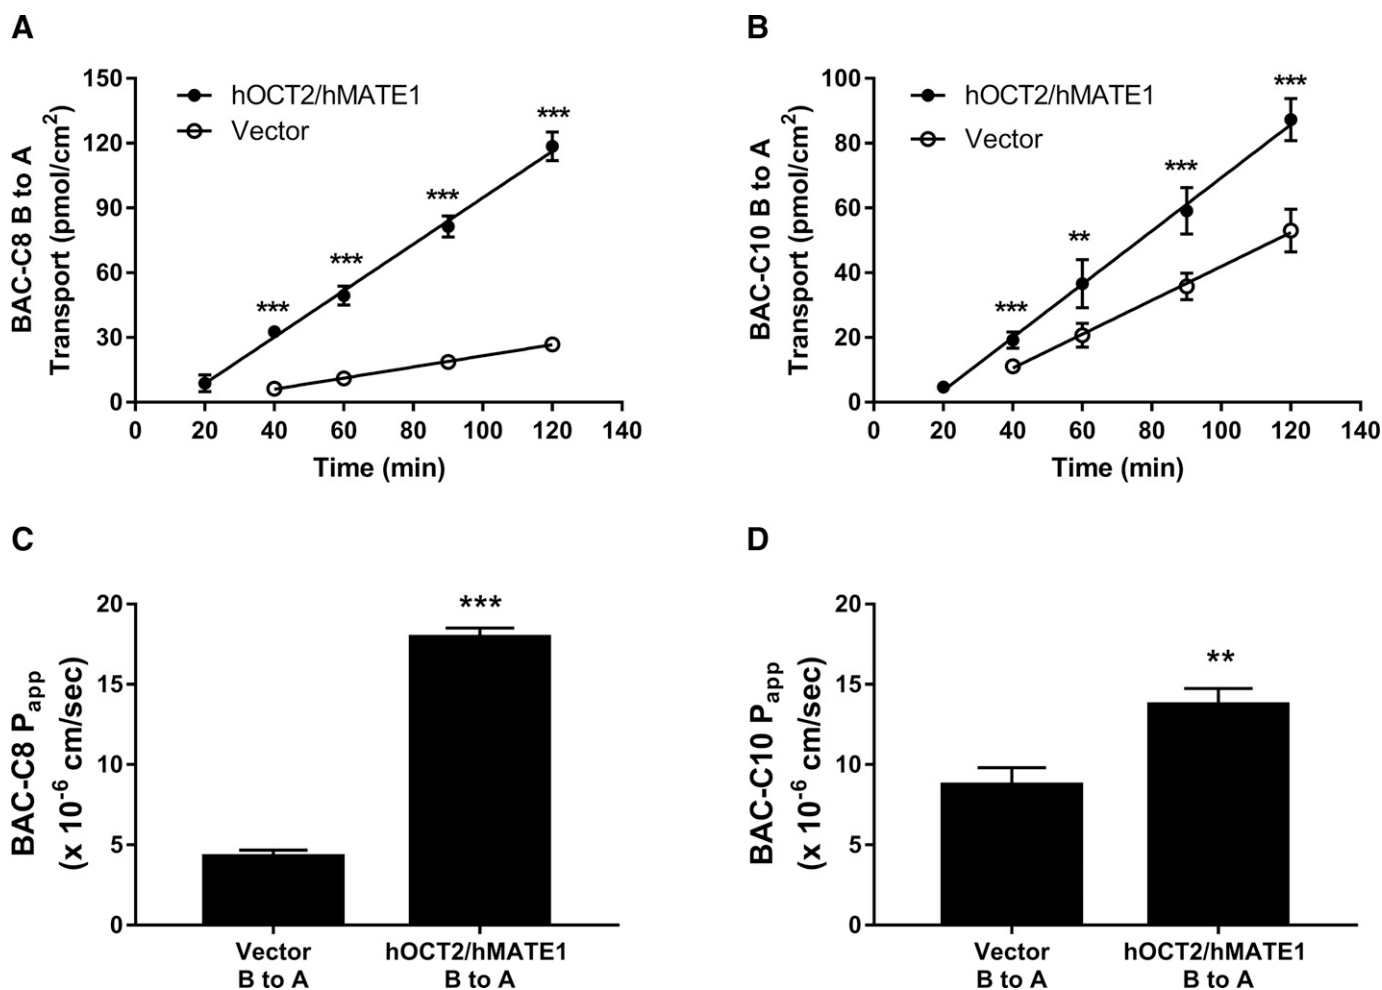 A
BAC-C8 B to A
Transport (pmol/cm2)
150
120
90
60
30
0
hOCT2/hMATE1
Vector
***
***
***
***
0 20 40 60 80 100 120 140
Time (min)
B
BAC-C10 B to A
Transport (pmol/cm2)
100
80
60
40
20
0
hOCT2/hMATE1
Vector
***
**
***
***
0 20 40 60 80 100 120 140
Time (min)
C
BAC-C8 Papp
(x 10-6 cm/sec)
20
15
10
5
0
***
Vector
B to A
hOCT2/hMATE1
B to A
D
BAC-C10 Papp
(x 10-6 cm/sec)
20
15
10
5
0
**
Vector
B to A
hOCT2/hMATE1
B to A